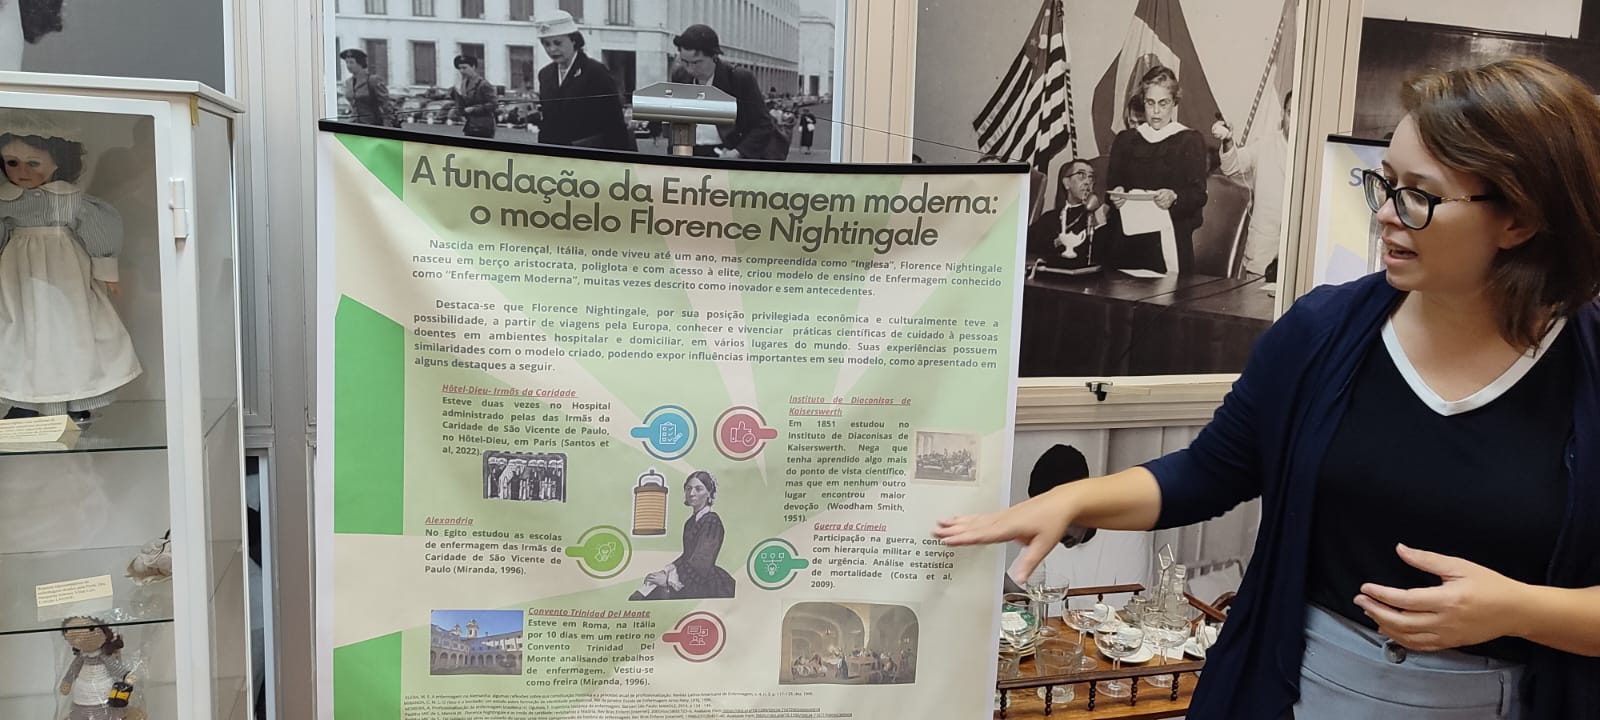 A fundação da Enfermagem moderna:
o modelo Florence Nightingale
Nascida em Florençal, Itália, onde viveu até um ano, mas compreendida como "Inglesa", Florence Nightingale
nasceu em berço aristocrata, poliglota e com acesso à elite, criou modelo de ensino de Enfermagem conhecido
como "Enfermagem Moderna", muitas vezes descrito como inovador e sem antecedentes.
Destaca-se que Florence Nightingale, por sua posição privilegiada econômica e culturalmente teve a
possibilidade, a partir de viagens pela Europa, conhecer e vivenciar práticas científicas de cuidado à pessoas
doentes em ambientes hospitalar e domiciliar, em vários lugares do mundo. Suas experiências possuem
similaridades com o modelo criado, podendo expor influências importantes em seu modelo, como apresentado em
alguns destaques a seguir.
Hôtel-Dieu- Irmãs da Caridade
Esteve duas vezes no Hospital
administrado pelas das Irmãs da
Caridade de São Vicente de Paulo,
no Hôtel-Dieu, em Paris (Santos et
al, 2022).
Instituto de Diaconisas de
Kaiserswerth
Em 1851 estudou no
Instituto de Diaconisas de
Kaiserswerth. Nega que
tenha aprendido algo mais
do ponto de vista científico,
mas que em nenhum outro
lugar encontrou maior
devoção (Woodham Smith,
1951).
Alexandria
No Egito estudou as escolas
de enfermagem das Irmãs de
Caridade de São Vicente de
Paulo (Miranda, 1996).
Guerra da Crimeia
Participação na guerra,
com hierarquia militar e serviço
de urgência. Análise estatística
de mortalidade (Costa et al,
2009).
Convento Trinidad Del Monte
Esteve em Roma, na Itália
por 10 dias em um retiro no
Convento Trinidad Del
Monte analisando trabalhos
de enfermagem. Vestiu-se
como freira (Miranda, 1996).
S